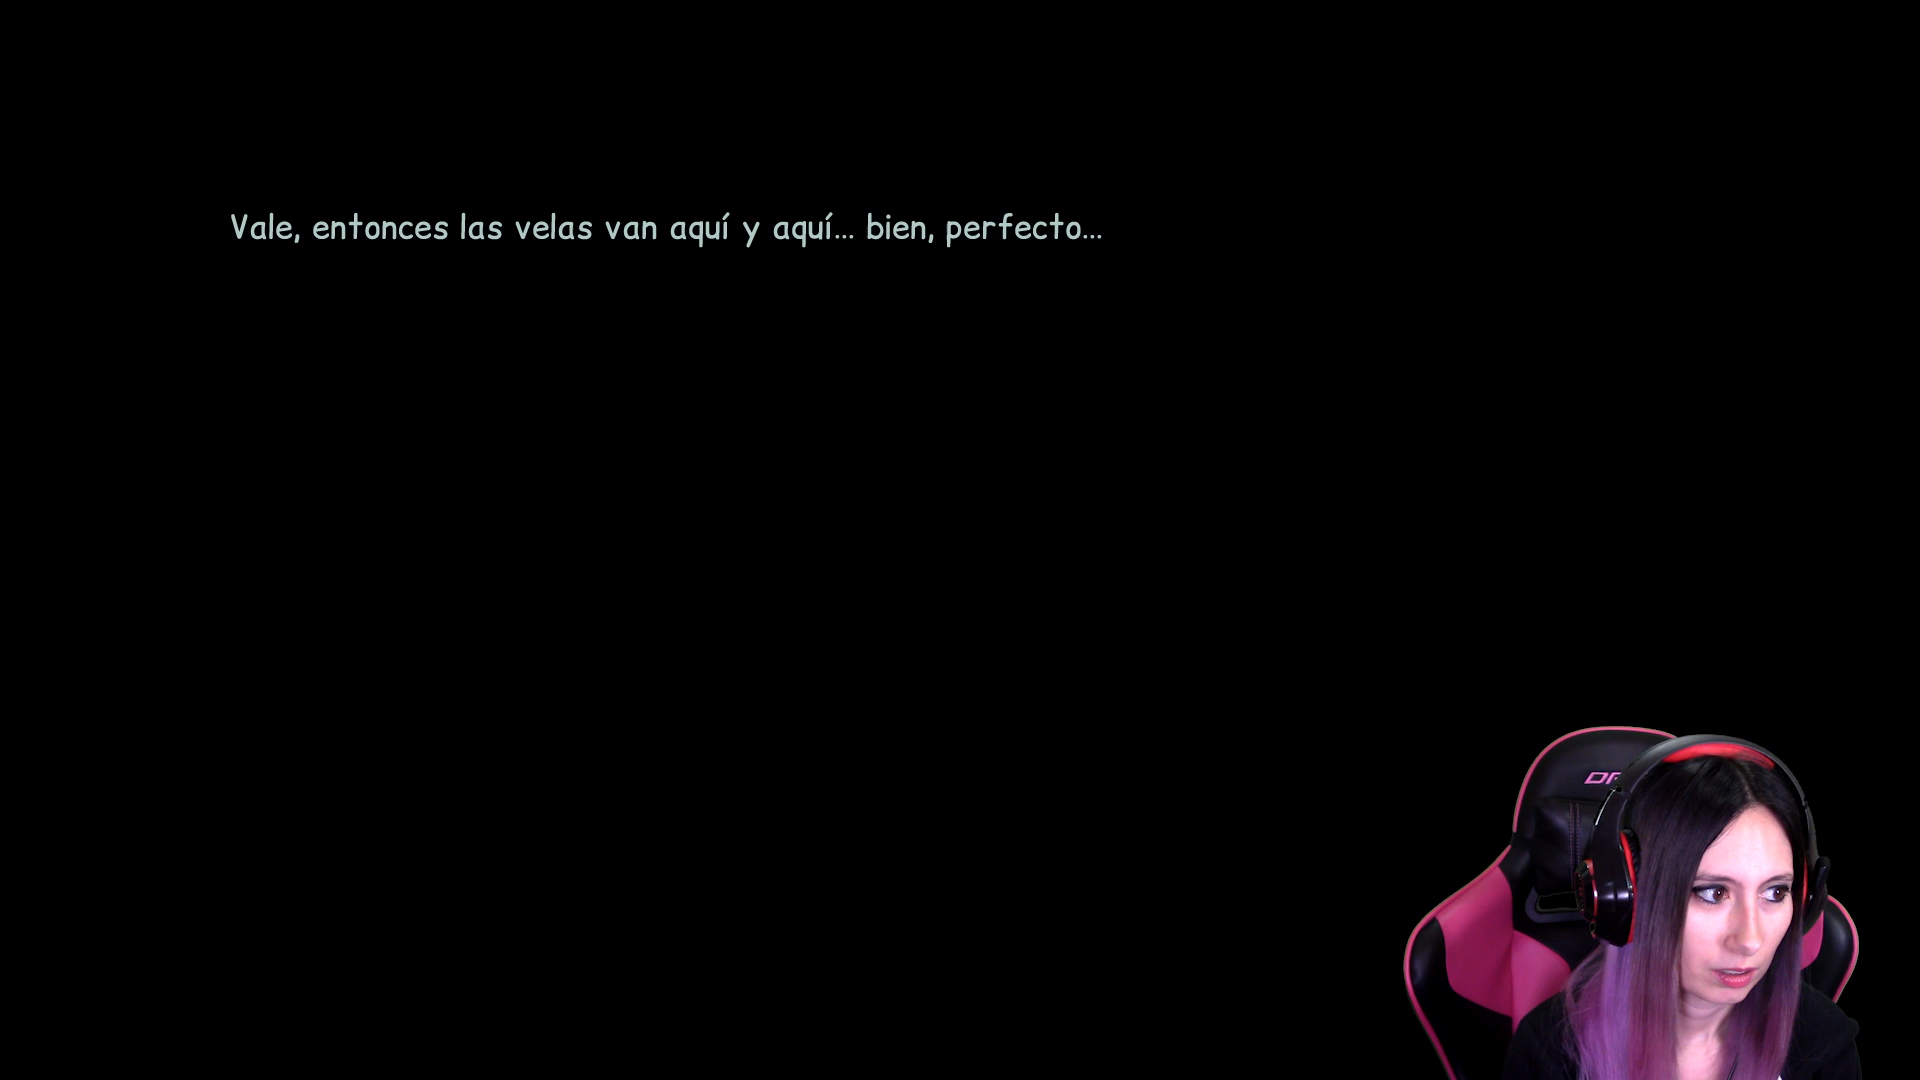 Vale, entonces las velas van aquí y aquí... bien, perfecto...